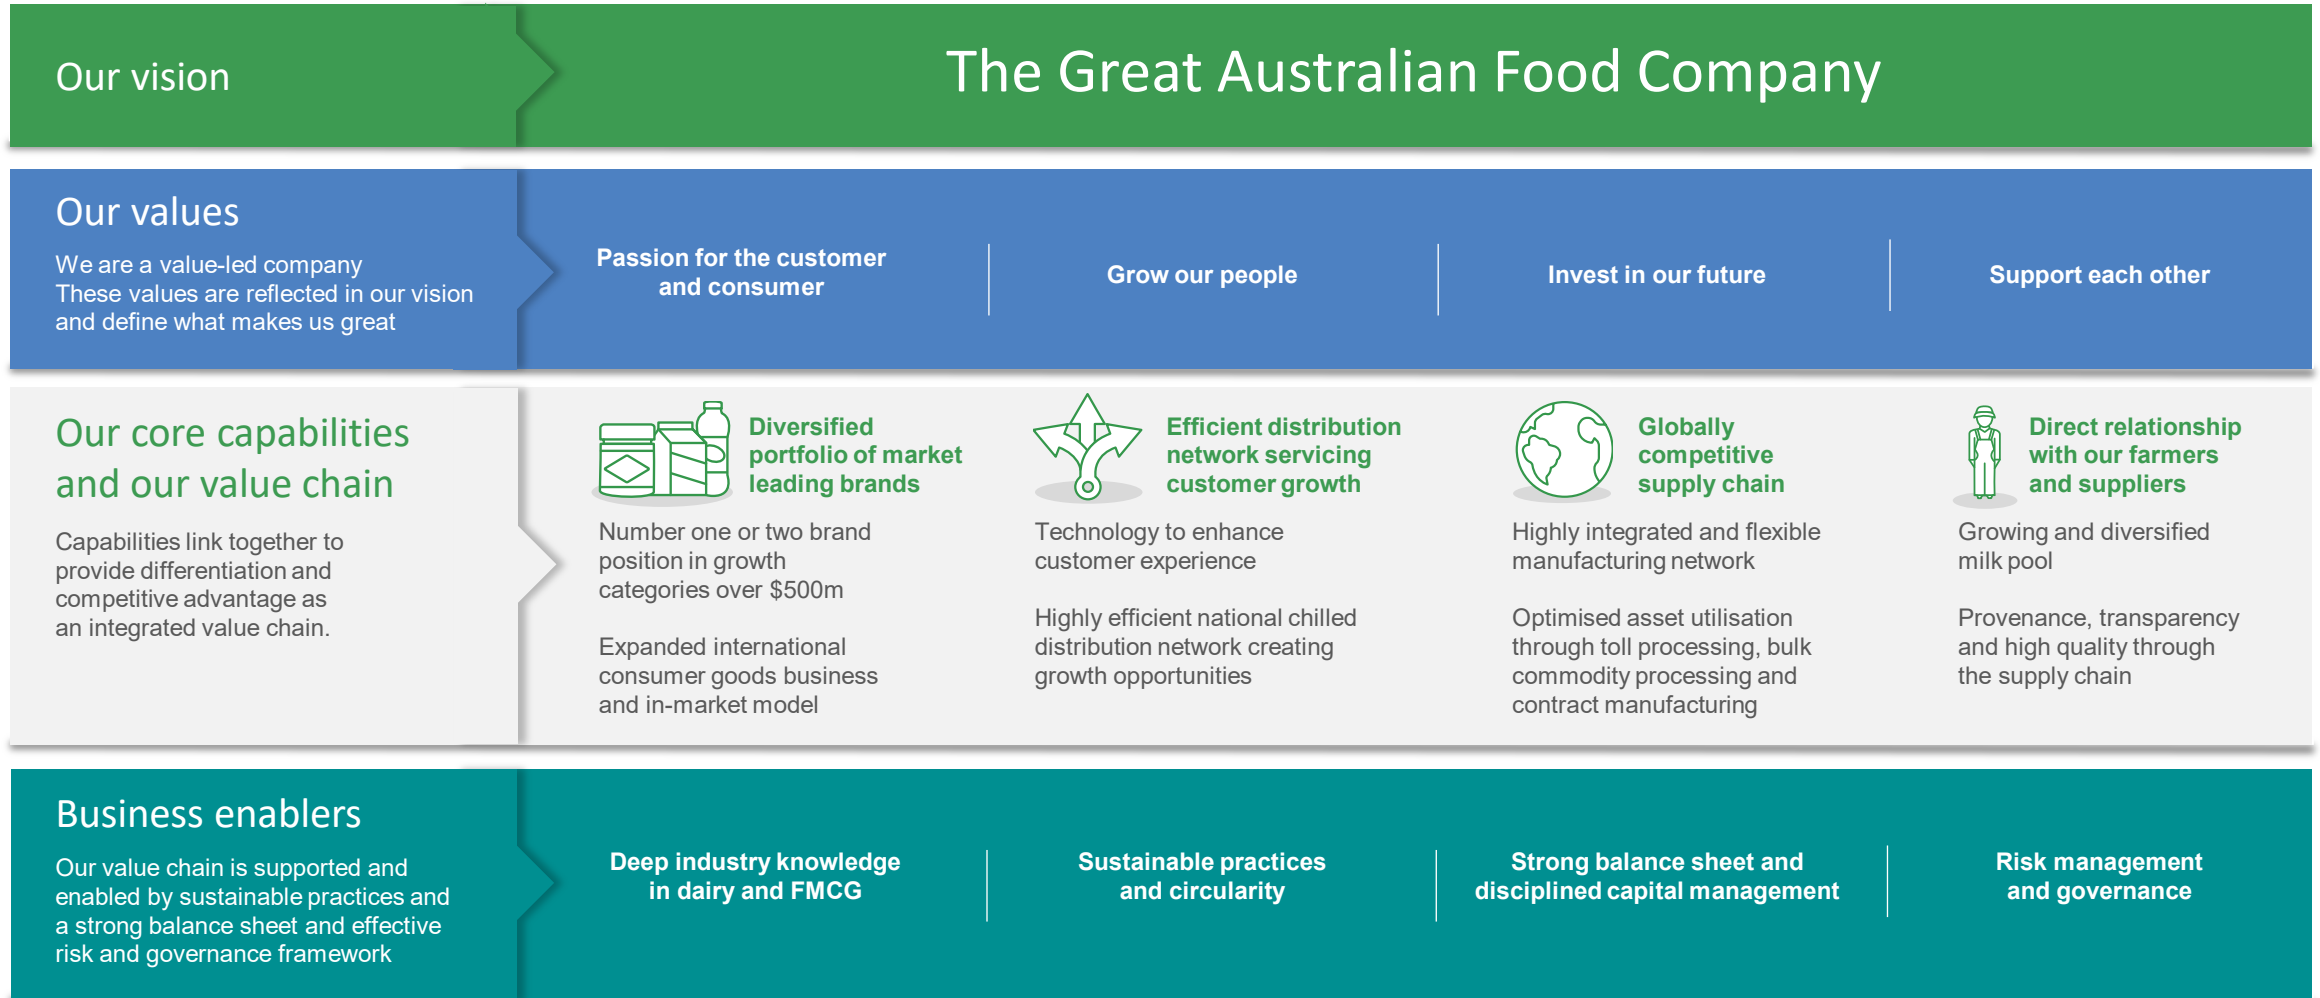 Our vision
The Great Australian Food Company
Our values
We are a value-led company
These values are reflected in our vision
and define what makes us great
Passion for the customer
and consumer
Grow our people
Invest in our future
Support each other
Our core capabilities
and our value chain
Capabilities link together to
provide differentiation and
competitive advantage as
an integrated value chain.
Diversified
portfolio of market
leading brands
Number one or two brand
position in growth
categories over $500m
Expanded international
consumer goods business
and in-market model
Efficient distribution
network servicing
customer growth
Technology to enhance
customer experience
Highly efficient national chilled
distribution network creating
growth opportunities
Globally
competitive
supply chain
Highly integrated and flexible
manufacturing network
Optimised asset utilisation
through toll processing, bulk
commodity processing and
contract manufacturing
Direct relationship
with our farmers
and suppliers
Growing and diversified
milk pool
Provenance, transparency
and high quality through
the supply chain
Business enablers
Our value chain is supported and
enabled by sustainable practices and
a strong balance sheet and effective
risk and governance framework
Deep industry knowledge
in dairy and FMCG
Sustainable practices
and circularity
Strong balance sheet and
disciplined capital management
Risk management
and governance